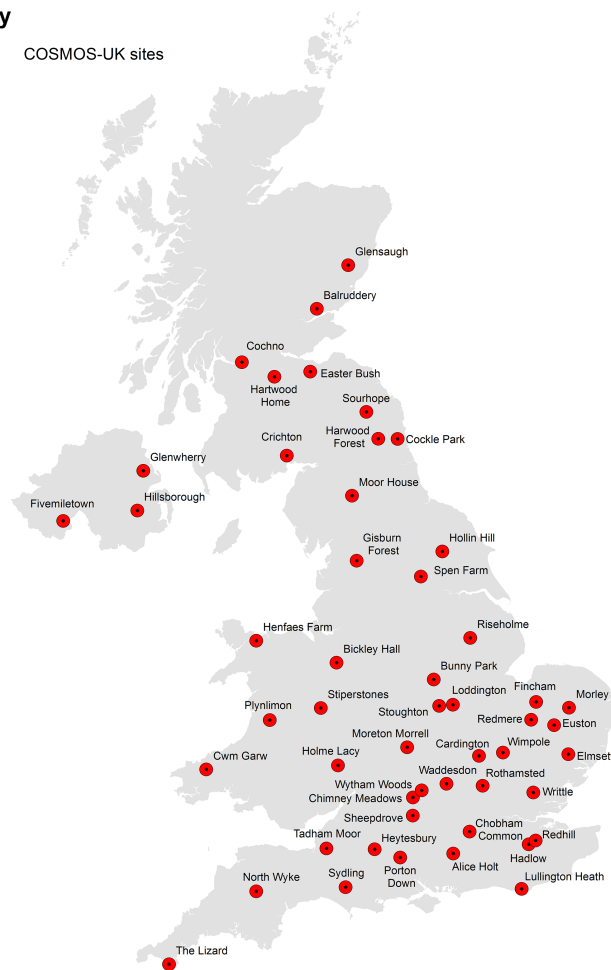 y
COSMOS-UK sites
Glensaugh
Balruddery
Cochno
Easter Bush
Hartwood
Home
Sourhope
Harwood
Forest
Cockle Park
Crichton
Glenwherry
Moor House
Hillsborough
Fivemiletown
Gisburn
Forest
Hollin Hill
Spen Farm
Henfaes Farm
Riseholme
Bickley Hall
Bunny Park
Stiperstones
Loddington
Fincham
Morley
Plynlimon
Stoughton
Redmere
Euston
Moreton Morrell
Cardington
Wimpole
Cwm Garw
Holme Lacy
Elmset
Waddesdon
Rothamsted
Wytham Woods
Chimney Meadows
Writtle
Sheepdrove
Chobham
Common
Redhill
Tadham Moor
Heytesbury
Hadlow
Porton
Down
Alice Holt
North Wyke
Sydling
Lullington Heath
The Lizard